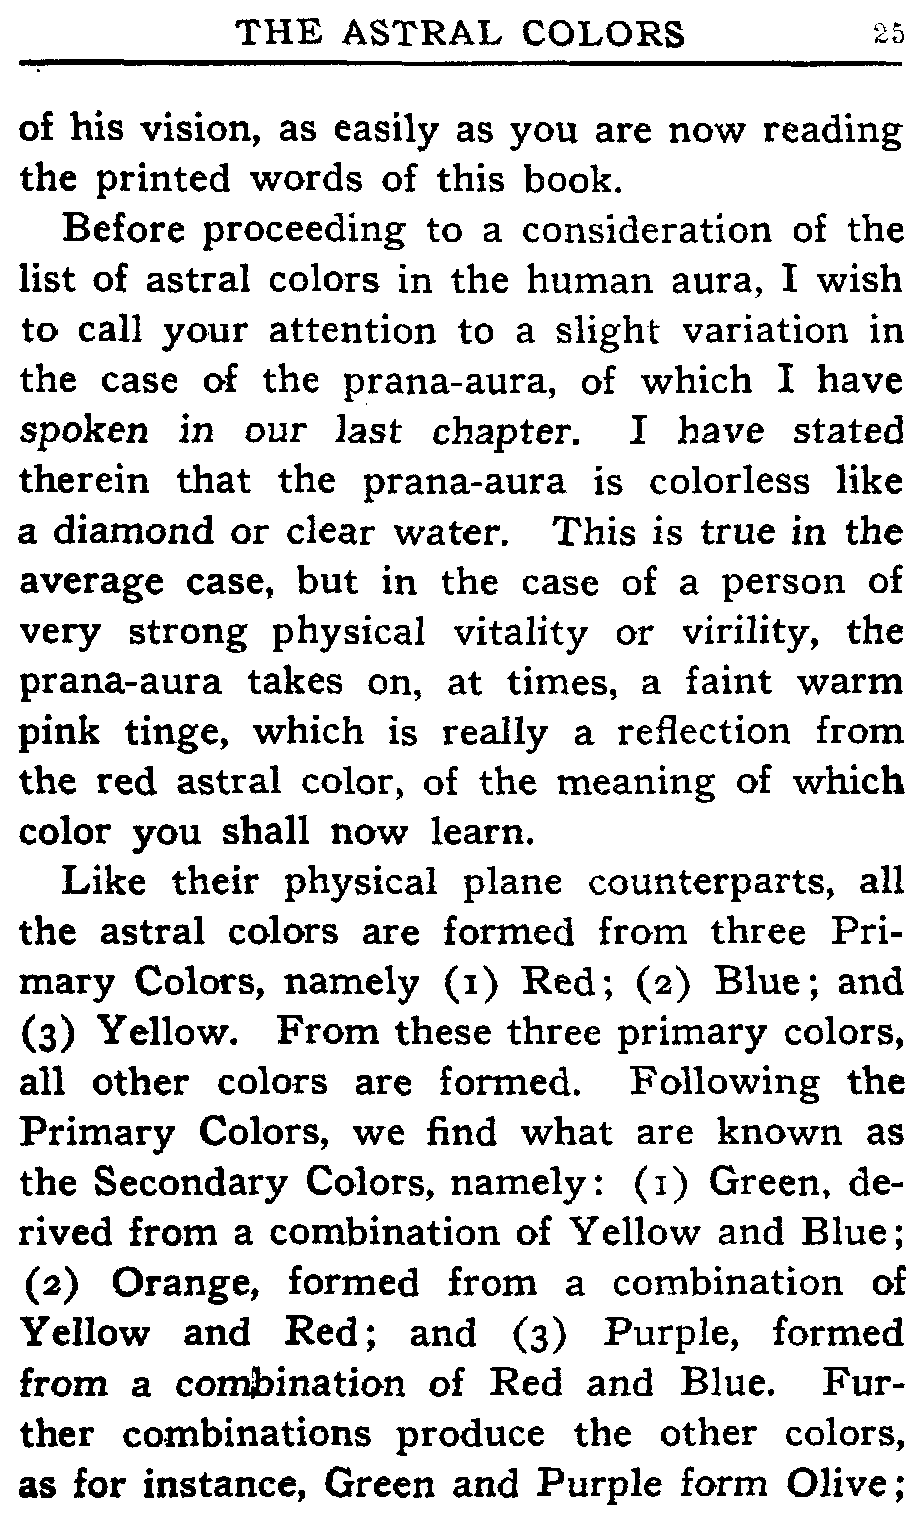 THE ASTRAL COLORS 25
of his vision, as easily as you are now reading
the printed words of this book.
Before proceeding to a consideration of the
list of astral colors in the human aura, I wish
to call your attention to a slight variation in
the case of the prana-aura, of which I have
spoken in our last chapter. I have stated
therein that the prana-aura is colorless like
a diamond or clear water. This is true in the
average case, but in the case of a person of
very strong physical vitality or virility, the
prana-aura takes on, at times, a faint warm
pink tinge, which is really a reflection from
the red astral color, of the meaning of which
color you shall now learn.
Like their physical plane counterparts, all
the astral colors are formed from three Pri-
mary Colors, namely (1) Red; (2) Blue; and
(3) Yellow. From these three primary colors,
all other colors are formed. Following the
Primary Colors, we find what are known as
the Secondary Colors, namely: (1) Green, de-
rived from a combination of Yellow and Blue;
(2) Orange, formed from a combination of
Yellow and Red; and (3) Purple, formed
from a combination of Red and Blue. Fur-
ther combinations produce the other colors,
as for instance, Green and Purple form Olive;